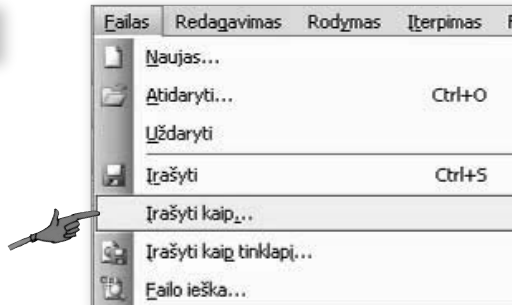 Failas Redagavimas Rodymas Įterpimas
Naujas...
Atidaryti... Ctrl+O
Uždaryti
Įrašyti Ctrl+S
Įrašyti kaip...
Įrašyti kaip tinklapį...
Failo ieška...